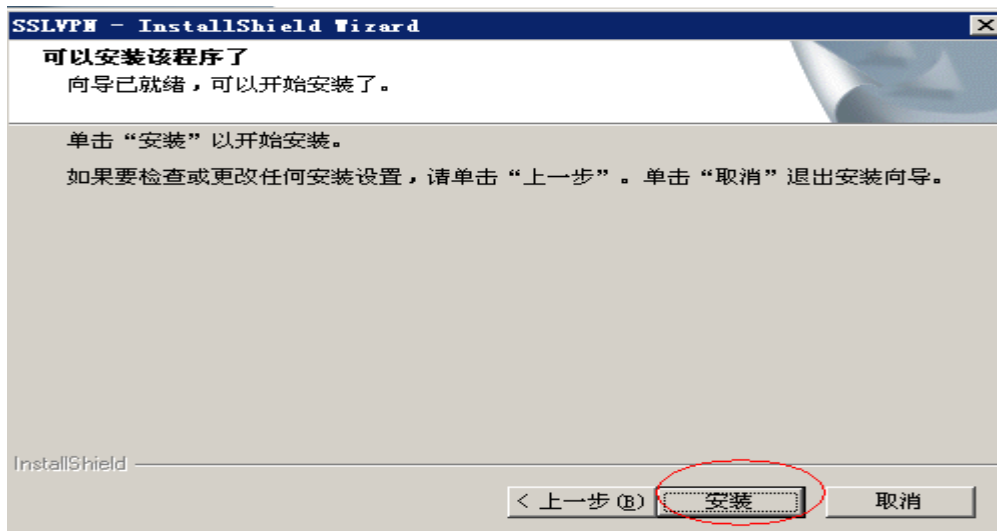 SSLVPN - InstallShield Wizard
可以安装该程序了
向导已就绪，可以开始安装了。
单击“安装”以开始安装。
如果要检查或更改任何安装设置，请单击“上一步”。单击“取消”退出安装向导。
InstallShield
< 上一步(B) 安装 取消